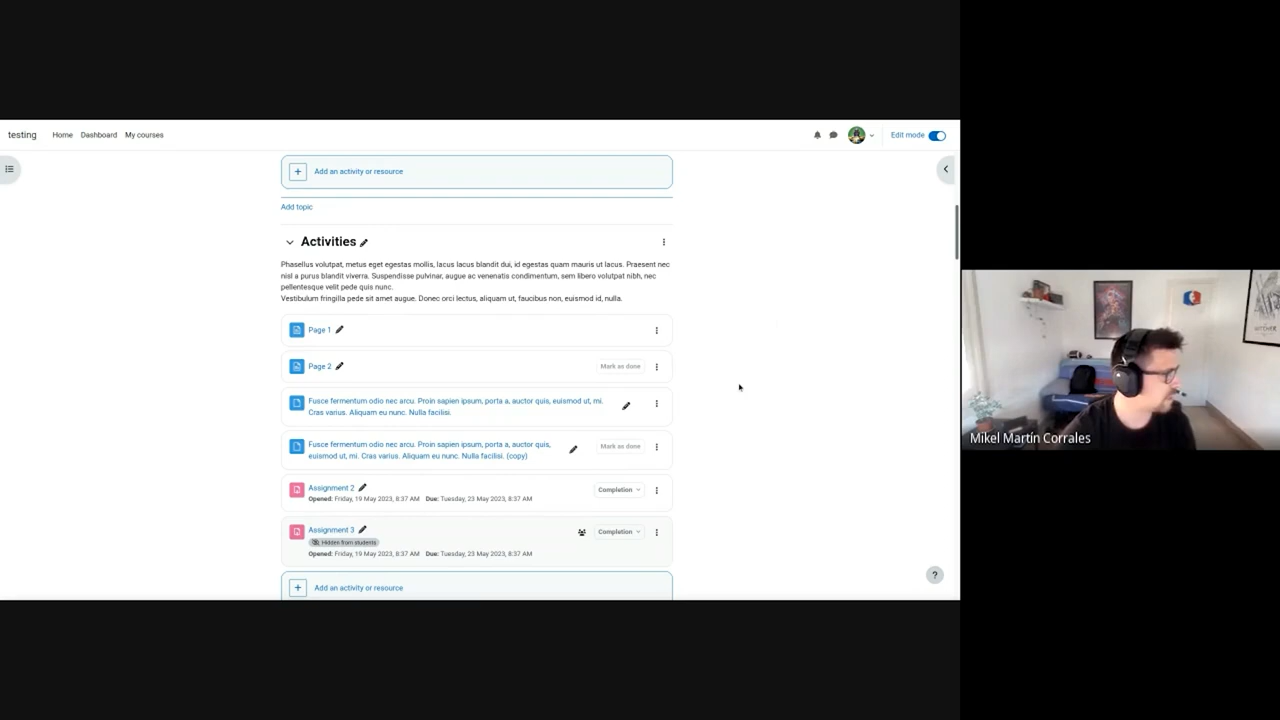 testing Home Dashboard My courses Edit mode
Add an activity or resource
Add topic
Activities
Phasellus volutpat, metus eget egestas mollis, lacus lacus blandit dui, id egestas quam mauris ut lacus. Praesent nec
nisl a purus blandit viverra. Suspendisse pulvinar, augue ac venenatis condimentum, sem libero volutpat nibh, nec
pellentesque velit pede quis nunc.
Vestibulum fringilla pede sit amet augue. Donec orci lectus, aliquam ut, faucibus non, euismod id, nulla.
Page 1
Page 2 Mark as done
Fusce fermentum odio nec arcu. Proin sapien ipsum, porta a, auctor quis, euismod ut, mi.
Cras varius. Aliquam eu nunc. Nulla facilisi.
Fusce fermentum odio nec arcu. Proin sapien ipsum, porta a, auctor quis,
euismod ut, mi. Cras varius. Aliquam eu nunc. Nulla facilisi. (copy)
Mark as done
Assignment 2
Opened: Friday, 19 May 2023, 8:37 AM Due: Tuesday, 23 May 2023, 8:37 AM
Completion
Assignment 3
Completion
Hidden from students
Opened: Friday, 19 May 2023, 8:37 AM Due: Tuesday, 23 May 2023, 8:37 AM
Add an activity or resource
?
WITCHER
Mikel Martín Corrales